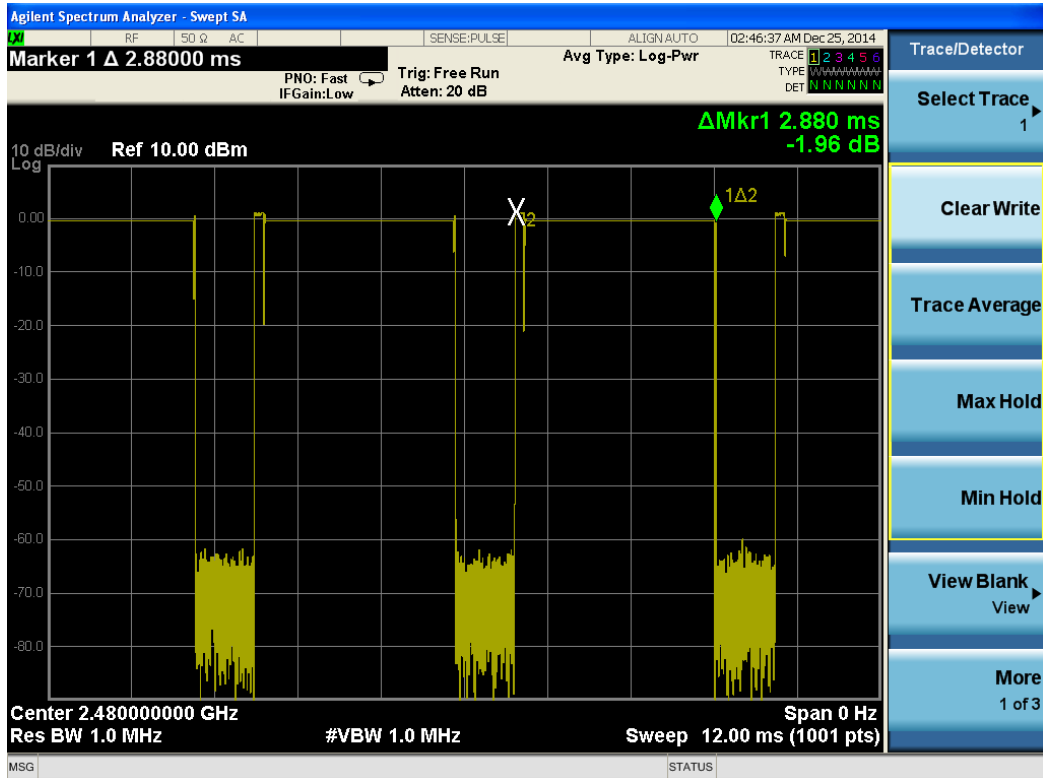 Agilent Spectrum Analyzer - Swept SA
LXI RF 50 Ω AC SENSE:PULSE ALIGN AUTO 02:46:37 AM Dec 25, 2014
Marker 1 Δ 2.88000 ms
PNO: Fast
IFGain:Low
Trig: Free Run
Atten: 20 dB
Avg Type: Log-Pwr
TRACE 1 2 3 4 5 6
TYPE
DET N N N N N N
ΔMkr1 2.880 ms
-1.96 dB
10 dB/div Ref 10.00 dBm
Log
1Δ2
X2
0.00
-10.0
-20.0
-30.0
-40.0
-50.0
-60.0
-70.0
-80.0
Center 2.480000000 GHz Span 0 Hz
Res BW 1.0 MHz #VBW 1.0 MHz Sweep 12.00 ms (1001 pts)
MSG STATUS
Trace/Detector
Select Trace
1
Clear Write
Trace Average
Max Hold
Min Hold
View Blank
View
More
1 of 3